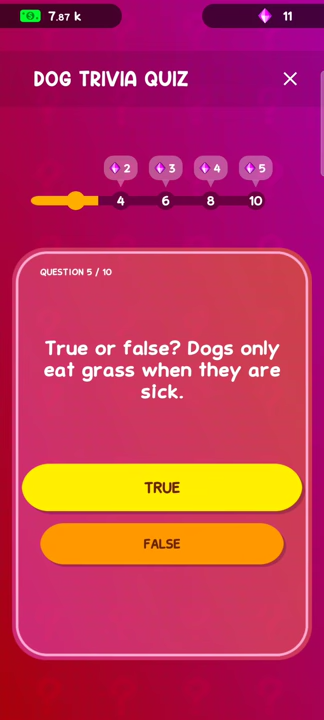 7.87 k
11
DOG TRIVIA QUIZ
2
3
4
5
4
6
8
10
QUESTION 5 / 10
True or false? Dogs only
eat grass when they are
sick.
TRUE
FALSE